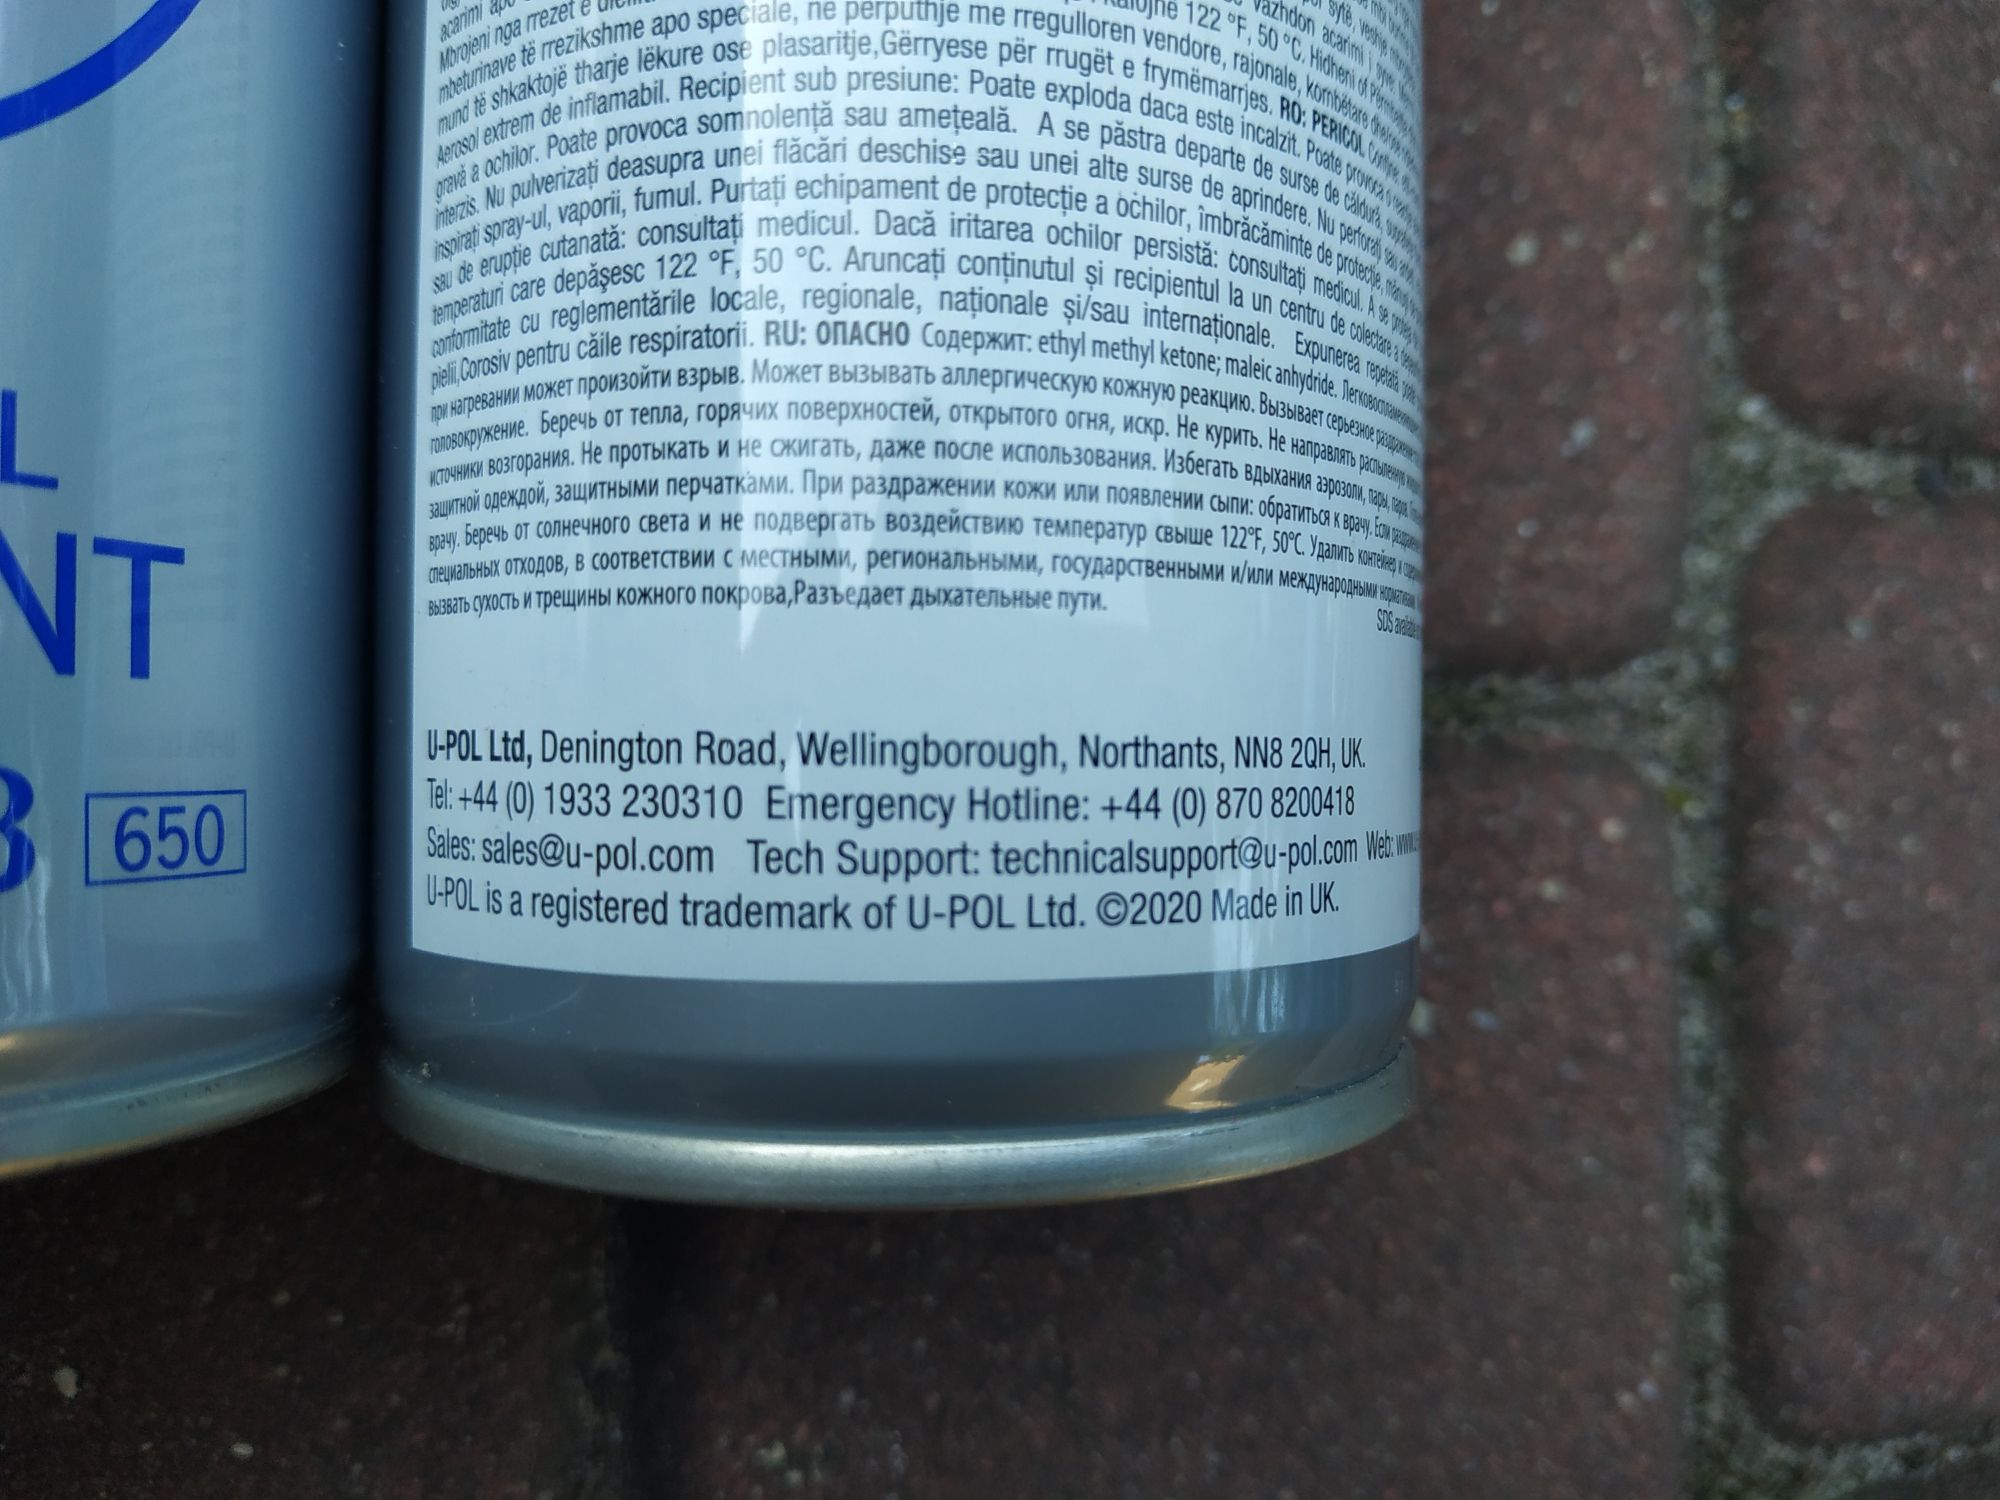 L
NT
650
acarimi apo
Mbrojeni nga rrezet e
mbeturinave të rrezikshme apo speciale, në përputhje me rregulloren vendore, rajonale, kombëtare
mund të shkaktojë tharje lëkure ose plasaritje,Gërryese për rrugët e frymëmarrjes. RO: PERICOL
Aerosol extrem de inflamabil. Recipient sub presiune: Poate exploda daca este incalzit. Poate provoca o
gravă a ochilor. Poate provoca somnolență sau amețeală. A se păstra departe de surse de căldură,
interzis. Nu pulverizați deasupra unei flăcări deschise sau unei alte surse de aprindere. Nu perforați sau
inspirați spray-ul, vaporii, fumul. Purtați echipament de protecție a ochilor, îmbrăcăminte de protecție,
sau de erupție cutanată: consultați medicul. Dacă iritarea ochilor persistă: consultați medicul. A se
temperaturi care depăşesc 122 °F, 50 °C. Aruncați conținutul și recipientul la un centru de colectare a
conformitate cu reglementările locale, regionale, naționale și/sau internaționale. Expunerea repetată
pielii,Corosiv pentru căile respiratorii. RU: ОПАСНО Содержит: ethyl methyl ketone; maleic anhydride.
при нагревании может произойти взрыв. Может вызывать аллергическую кожную реакцию. Вызывает серьезное
головокружение. Беречь от тепла, горячих поверхностей, открытого огня, искр. Не курить. Не направлять
источники возгорания. Не протыкать и не сжигать, даже после использования. Избегать вдыхания аэрозоли, пары,
защитной одеждой, защитными перчатками. При раздражении кожи или появлении сыпи: обратиться к врачу. Если
врачу. Беречь от солнечного света и не подвергать воздействию температур свыше 122°F, 50°C. Удалить контейнер и
специальных отходов, в соответствии с местными, региональными, государственными и/или международными
вызвать сухость и трещины кожного покрова,Разъедает дыхательные пути.
SDS
U-POL Ltd, Denington Road, Wellingborough, Northants, NN8 2QH, UK.
Tel: +44 (0) 1933 230310 Emergency Hotline: +44 (0) 870 8200418
Sales: sales@u-pol.com Tech Support: technicalsupport@u-pol.com Web:
U-POL is a registered trademark of U-POL Ltd. ©2020 Made in UK.